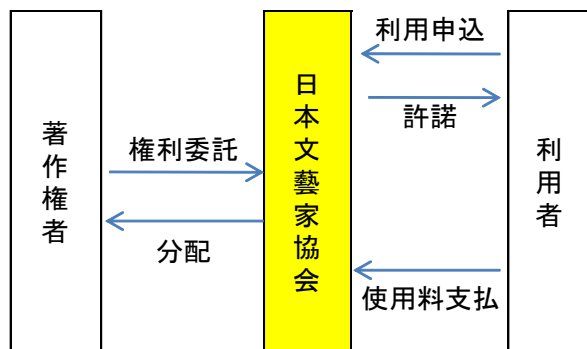 著作権者
権利委託
分配
日本文藝家協会
利用申込
許諾
使用料支払
利用者